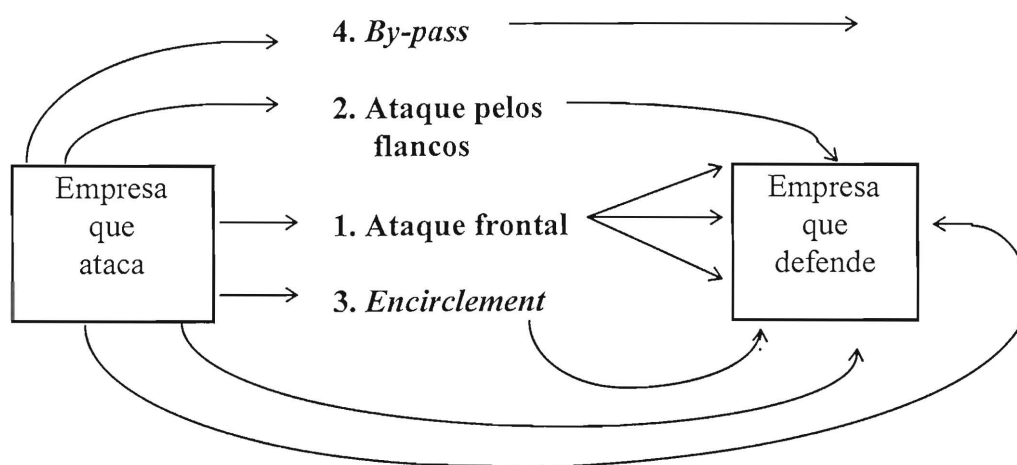 4. By-pass
2. Ataque pelos
flancos
Empresa
que
ataca
1. Ataque frontal
3. Encirclement
Empresa
que
defende